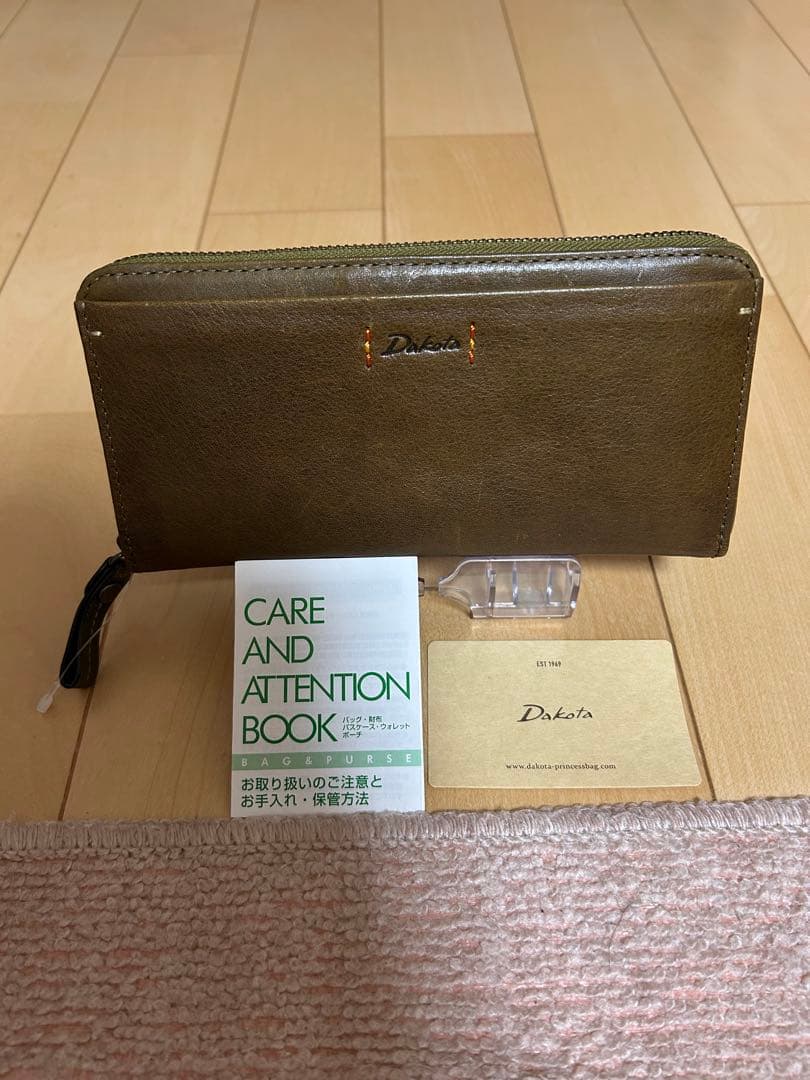 Dakota
CARE
AND
ATTENTION
BOOK
バッグ・財布
パスケース・ウォレット
ポーチ
BAG & PURSE
お取り扱いのご注意と
お手入れ・保管方法
EST 1969
Dakota
www.dakota-princessbag.com